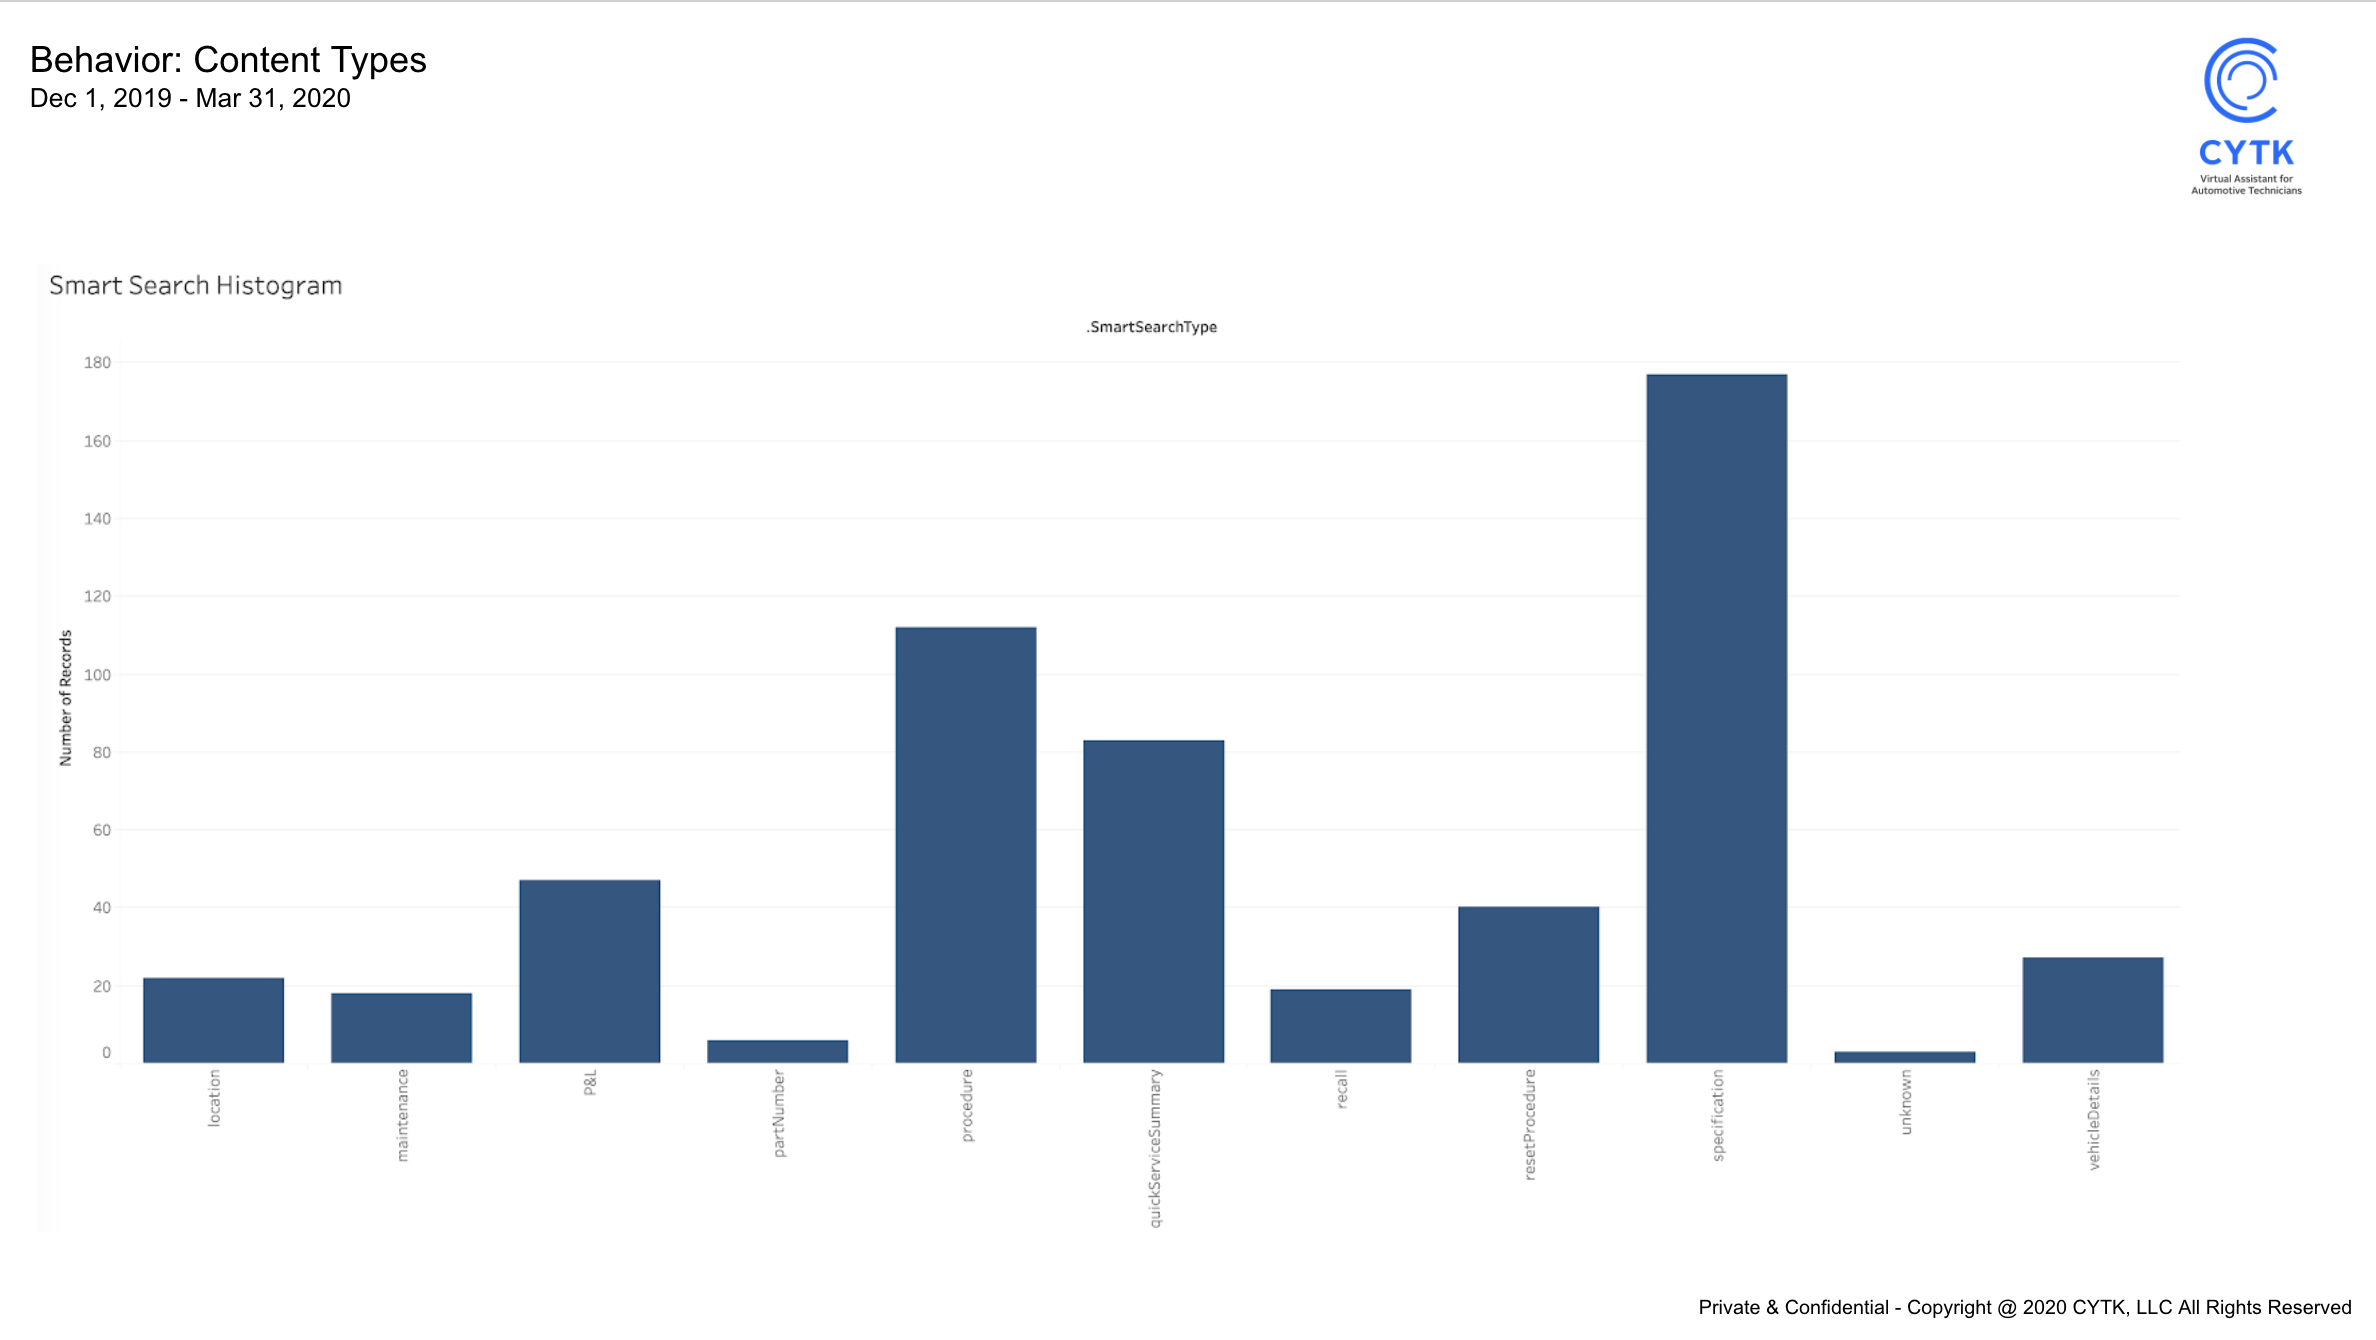 Behavior: Content Types
Dec 1, 2019 - Mar 31, 2020
CYTK
Virtual Assistant for
Automotive Technicians
Smart Search Histogram
.SmartSearchType
Number of Records
180
160
140
120
100
80
60
40
20
0
location
maintenance
P&L
partNumber
procedure
quickServiceSummary
recall
resetProcedure
specification
unknown
vehicleDetails
Private & Confidential - Copyright @ 2020 CYTK, LLC All Rights Reserved